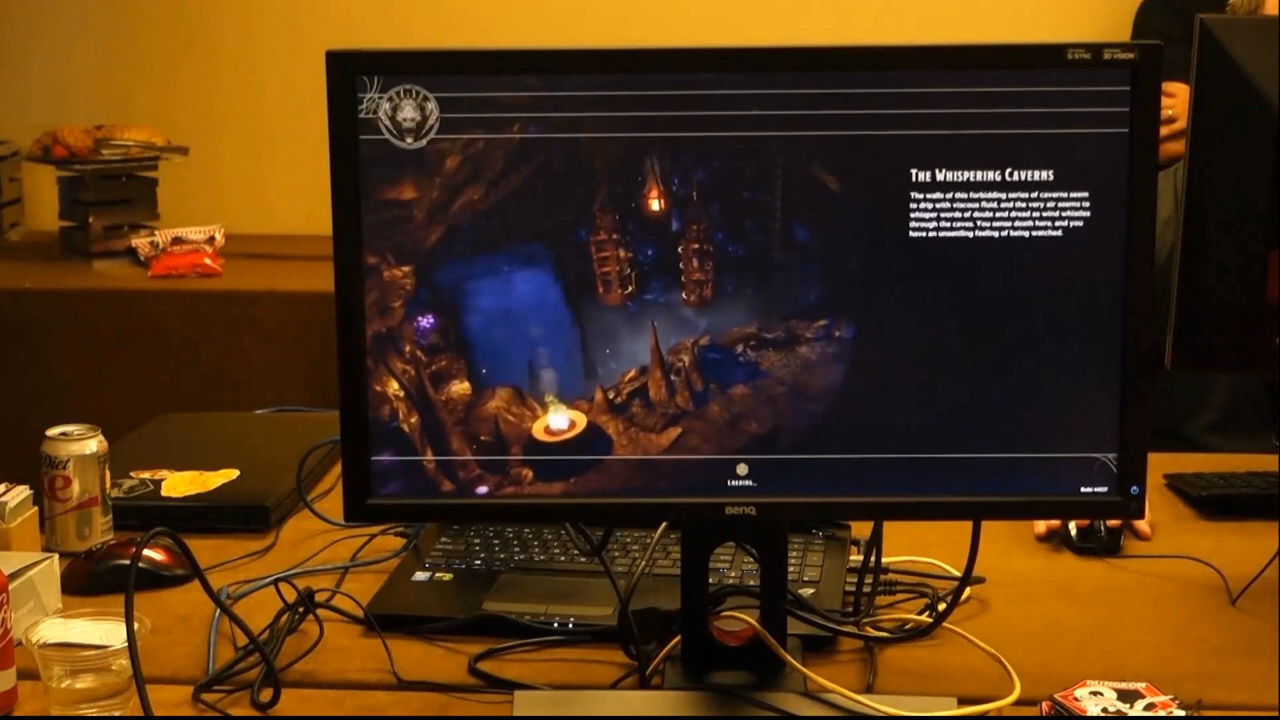 G-SYNC 3D VISION
THE WHISPERING CAVERNS
The walls of this forbidding series of caverns seem
to drip with viscous fluid, and the very air seems to
whisper words of doubt and dread as wind whistles
through the caves. You sense death here, and you
have an unsettling feeling of being watched.
LOADING...
BenQ
Diet
DUNGEON